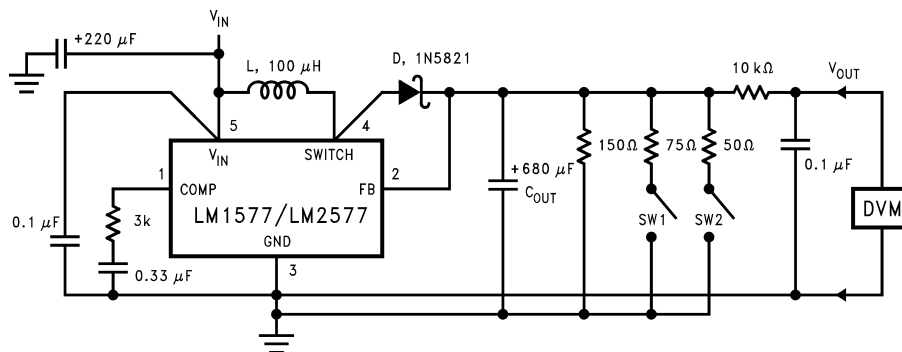 V_IN
+220 µF
L, 100 µH
D, 1N5821
10 kΩ
V_OUT
5
4
V_IN
SWITCH
150Ω
75Ω
50Ω
0.1 µF
1
2
COMP
FB
+680 µF
C_OUT
LM1577/LM2577
0.1 µF
3k
GND
SW1
SW2
DVM
3
0.33 µF